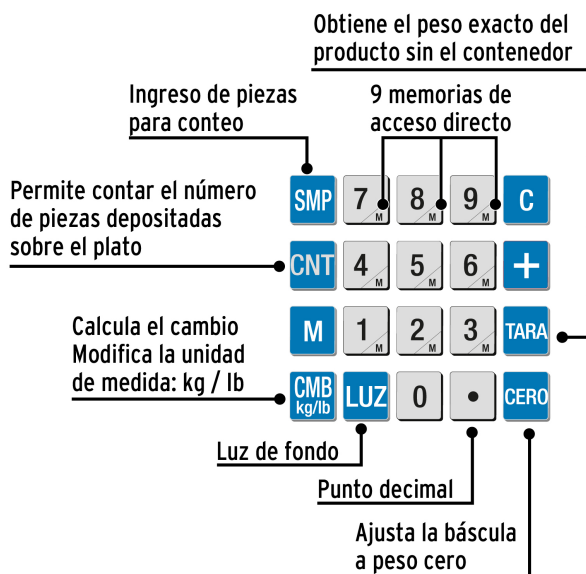 Obtiene el peso exacto del
producto sin el contenedor
Ingreso de piezas
para conteo
9 memorias de
acceso directo
Permite contar el número
de piezas depositadas
sobre el plato
SMP 7 M 8 M 9 M C
CNT 4 M 5 M 6 M +
M 1 M 2 M 3 M TARA
Calcula el cambio
Modifica la unidad
de medida: kg / lb
CMB
kg/lb
LUZ 0 • CERO
Luz de fondo
Punto decimal
Ajusta la báscula
a peso cero